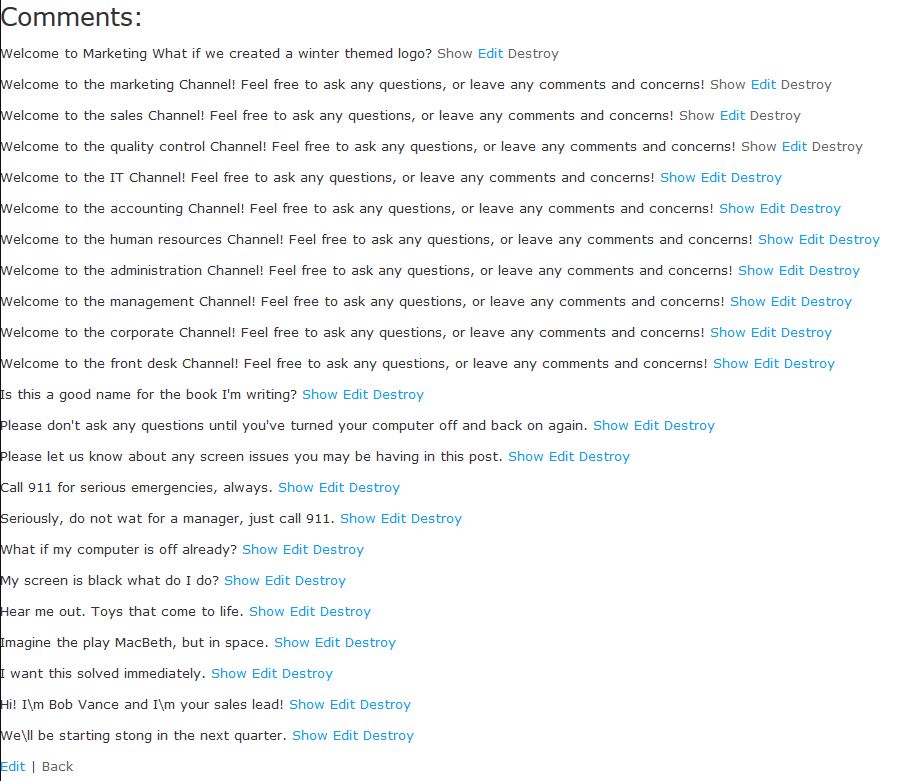 Comments:
Welcome to Marketing What if we created a winter themed logo? Show Edit Destroy
Welcome to the marketing Channel! Feel free to ask any questions, or leave any comments and concerns! Show Edit Destroy
Welcome to the sales Channel! Feel free to ask any questions, or leave any comments and concerns! Show Edit Destroy
Welcome to the quality control Channel! Feel free to ask any questions, or leave any comments and concerns! Show Edit Destroy
Welcome to the IT Channel! Feel free to ask any questions, or leave any comments and concerns! Show Edit Destroy
Welcome to the accounting Channel! Feel free to ask any questions, or leave any comments and concerns! Show Edit Destroy
Welcome to the human resources Channel! Feel free to ask any questions, or leave any comments and concerns! Show Edit Destroy
Welcome to the administration Channel! Feel free to ask any questions, or leave any comments and concerns! Show Edit Destroy
Welcome to the management Channel! Feel free to ask any questions, or leave any comments and concerns! Show Edit Destroy
Welcome to the corporate Channel! Feel free to ask any questions, or leave any comments and concerns! Show Edit Destroy
Welcome to the front desk Channel! Feel free to ask any questions, or leave any comments and concerns! Show Edit Destroy
Is this a good name for the book I'm writing? Show Edit Destroy
Please don't ask any questions until you've turned your computer off and back on again. Show Edit Destroy
Please let us know about any screen issues you may be having in this post. Show Edit Destroy
Call 911 for serious emergencies, always. Show Edit Destroy
Seriously, do not wat for a manager, just call 911. Show Edit Destroy
What if my computer is off already? Show Edit Destroy
My screen is black what do I do? Show Edit Destroy
Hear me out. Toys that come to life. Show Edit Destroy
Imagine the play MacBeth, but in space. Show Edit Destroy
I want this solved immediately. Show Edit Destroy
Hi! I\m Bob Vance and I\m your sales lead! Show Edit Destroy
We\ll be starting stong in the next quarter. Show Edit Destroy
Edit | Back